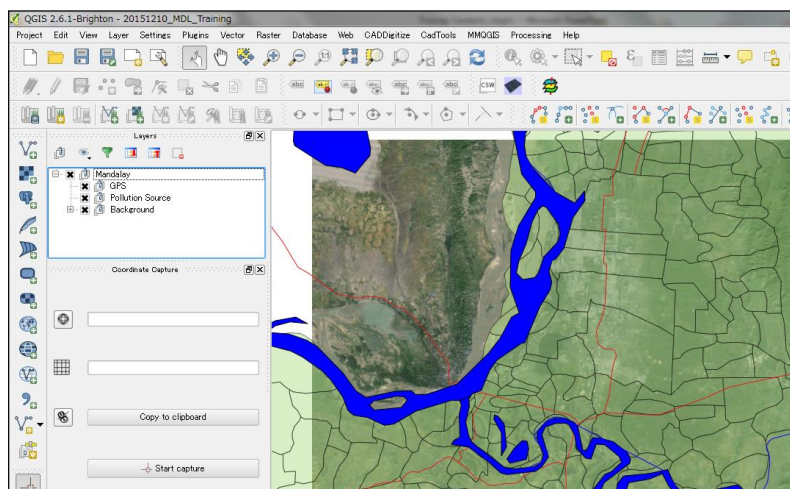 QGIS 2.6.1-Brighton - 20151210_MDL_Training
Project Edit View Layer Settings Plugins Vector Raster Database Web CADDigitize CadTools MMQGIS Processing Help
CSW
Layers
Mandalay
GPS
Pollution Source
Background
Coordinate Capture
Copy to clipboard
Start capture